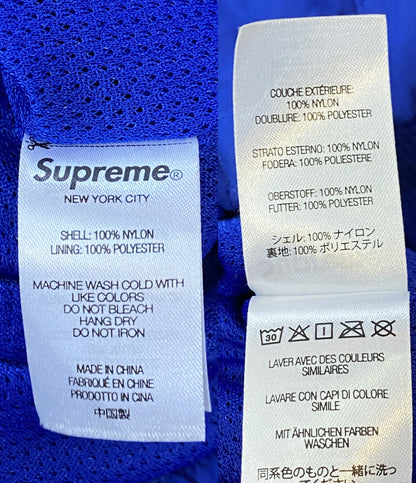 Supreme®
NEW YORK CITY
SHELL: 100% NYLON
LINING: 100% POLYESTER
MACHINE WASH COLD WITH
LIKE COLORS
DO NOT BLEACH
HANG DRY
DO NOT IRON
MADE IN CHINA
FABRIQUÉ EN CHINE
PRODOTTO IN CINA
中国製
COUCHE EXTÉRIEURE:
100% NYLON
DOUBLURE: 100% POLYESTER
STRATO ESTERNO: 100% NYLON
FODERA: 100% POLIESTERE
OBERSTOFF: 100% NYLON
FUTTER: 100% POLYESTER
シェル: 100% ナイロン
裏地: 100% ポリエステル
30
LAVER AVEC DES COULEURS
SIMILAIRES
LAVARE CON CAPI DI COLORE
SIMILE
MIT ÄHNLICHEN FARBEN
WASCHEN
同系色のものと一緒に洗っ
てください